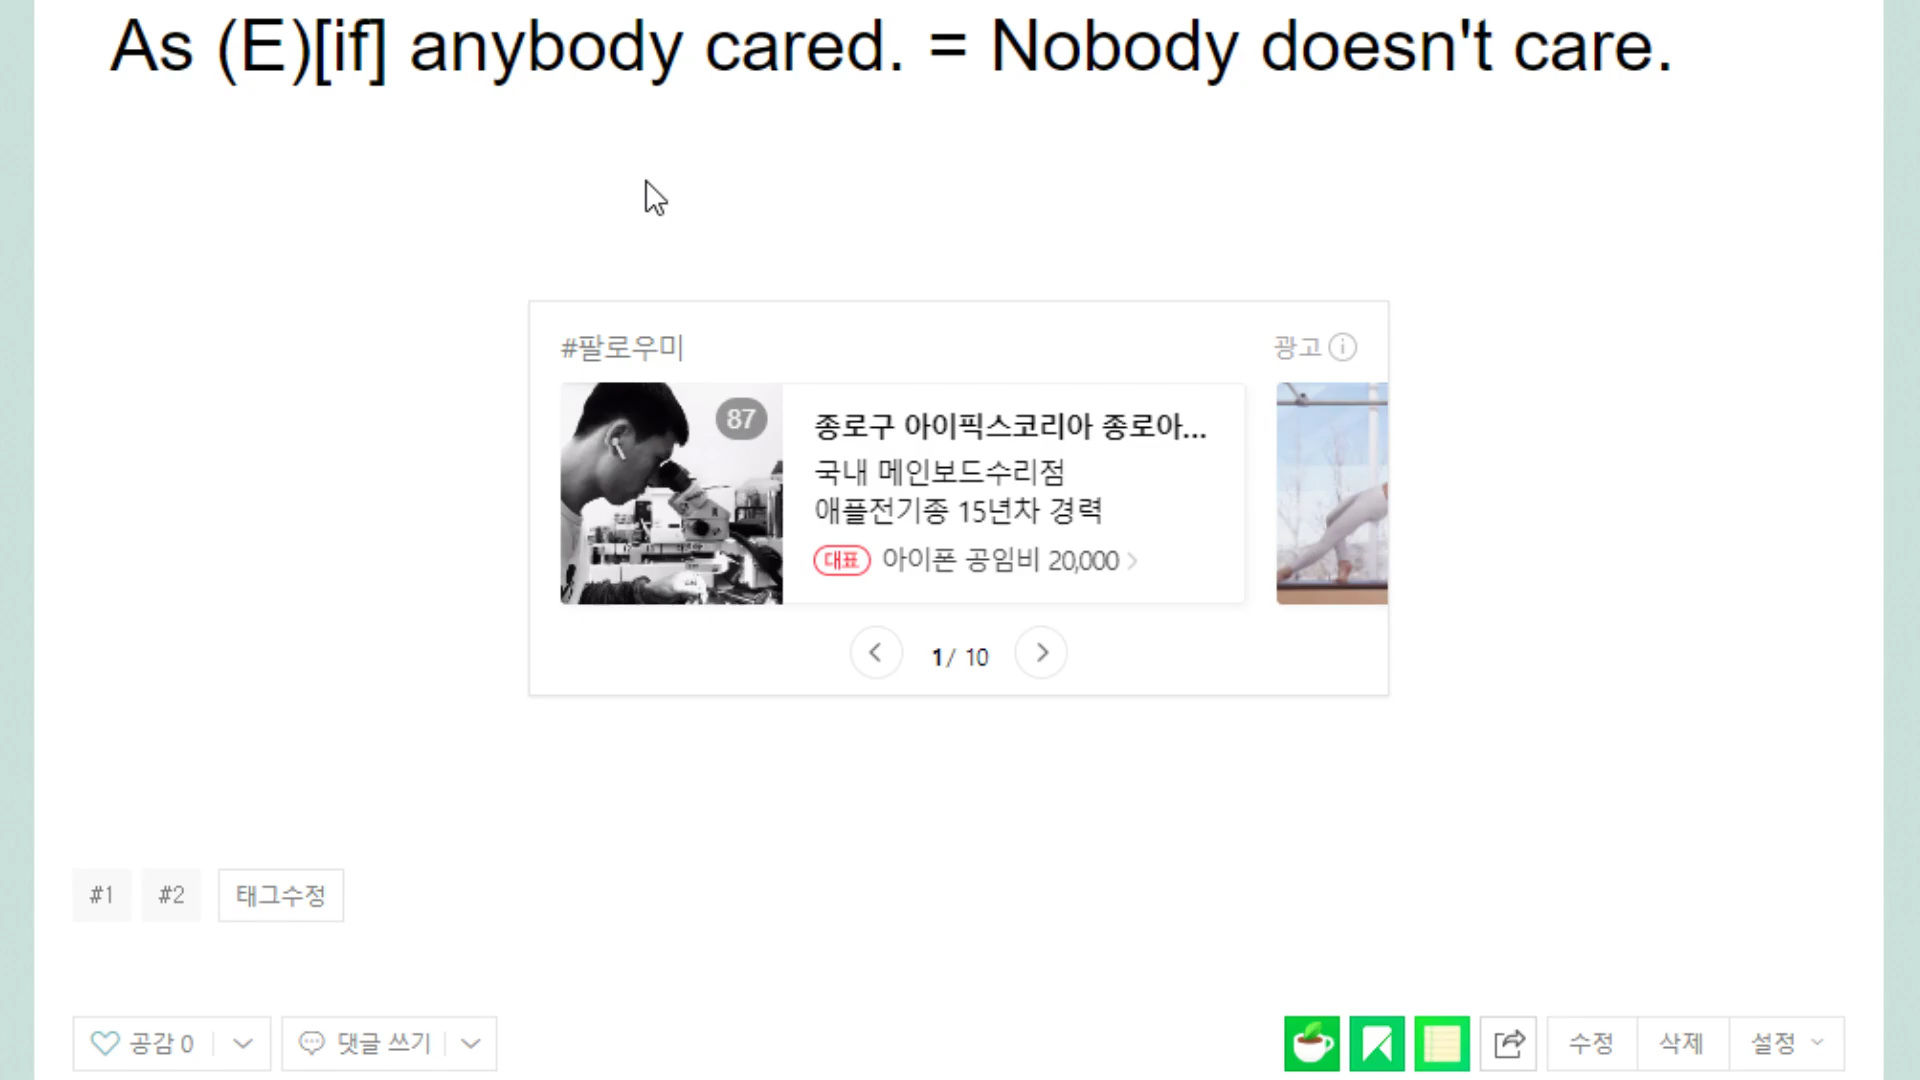 As (E)[if] anybody cared. = Nobody doesn't care.
#팔로우미
광고
87
종로구 아이픽스코리아 종로아...
국내 메인보드수리점
애플전기종 15년차 경력
대표 아이폰 공임비 20,000
1/ 10
#1 #2 태그수정
공감 0 댓글 쓰기 수정 삭제 설정